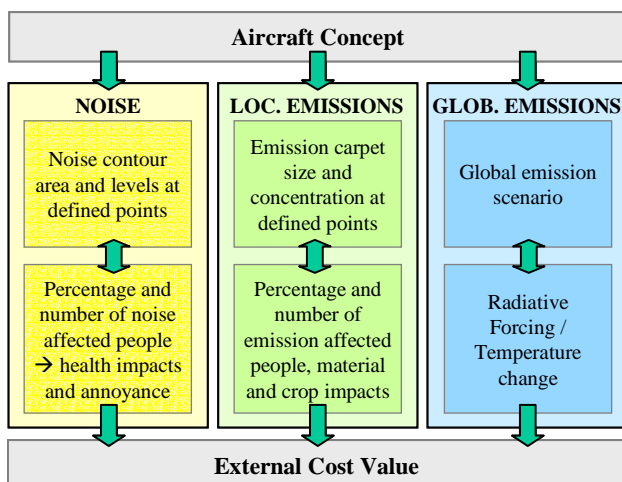 Aircraft Concept
NOISE
Noise contour
area and levels at
defined points
Percentage and
number of noise
affected people
→ health impacts
and annoyance
LOC. EMISSIONS
Emission carpet
size and
concentration at
defined points
Percentage and
number of
emission affected
people, material
and crop impacts
GLOB. EMISSIONS
Global emission
scenario
Radiative
Forcing /
Temperature
change
External Cost Value